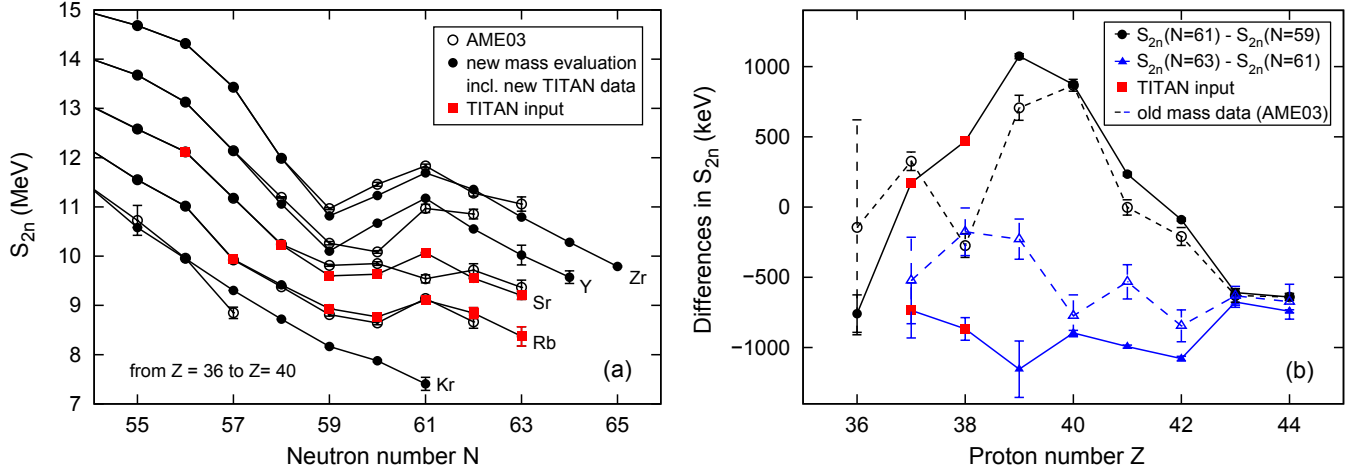 15
14
13
12
11
10
9
8
7
S2n (MeV)
AME03
new mass evaluation
incl. new TITAN data
TITAN input
Zr
Y
Sr
Rb
Kr
from Z = 36 to Z= 40
(a)
55 57 59 61 63 65
Neutron number N
1000
500
0
−500
−1000
Differences in S2n (keV)
S2n(N=61) - S2n(N=59)
S2n(N=63) - S2n(N=61)
TITAN input
old mass data (AME03)
(b)
36 38 40 42 44
Proton number Z